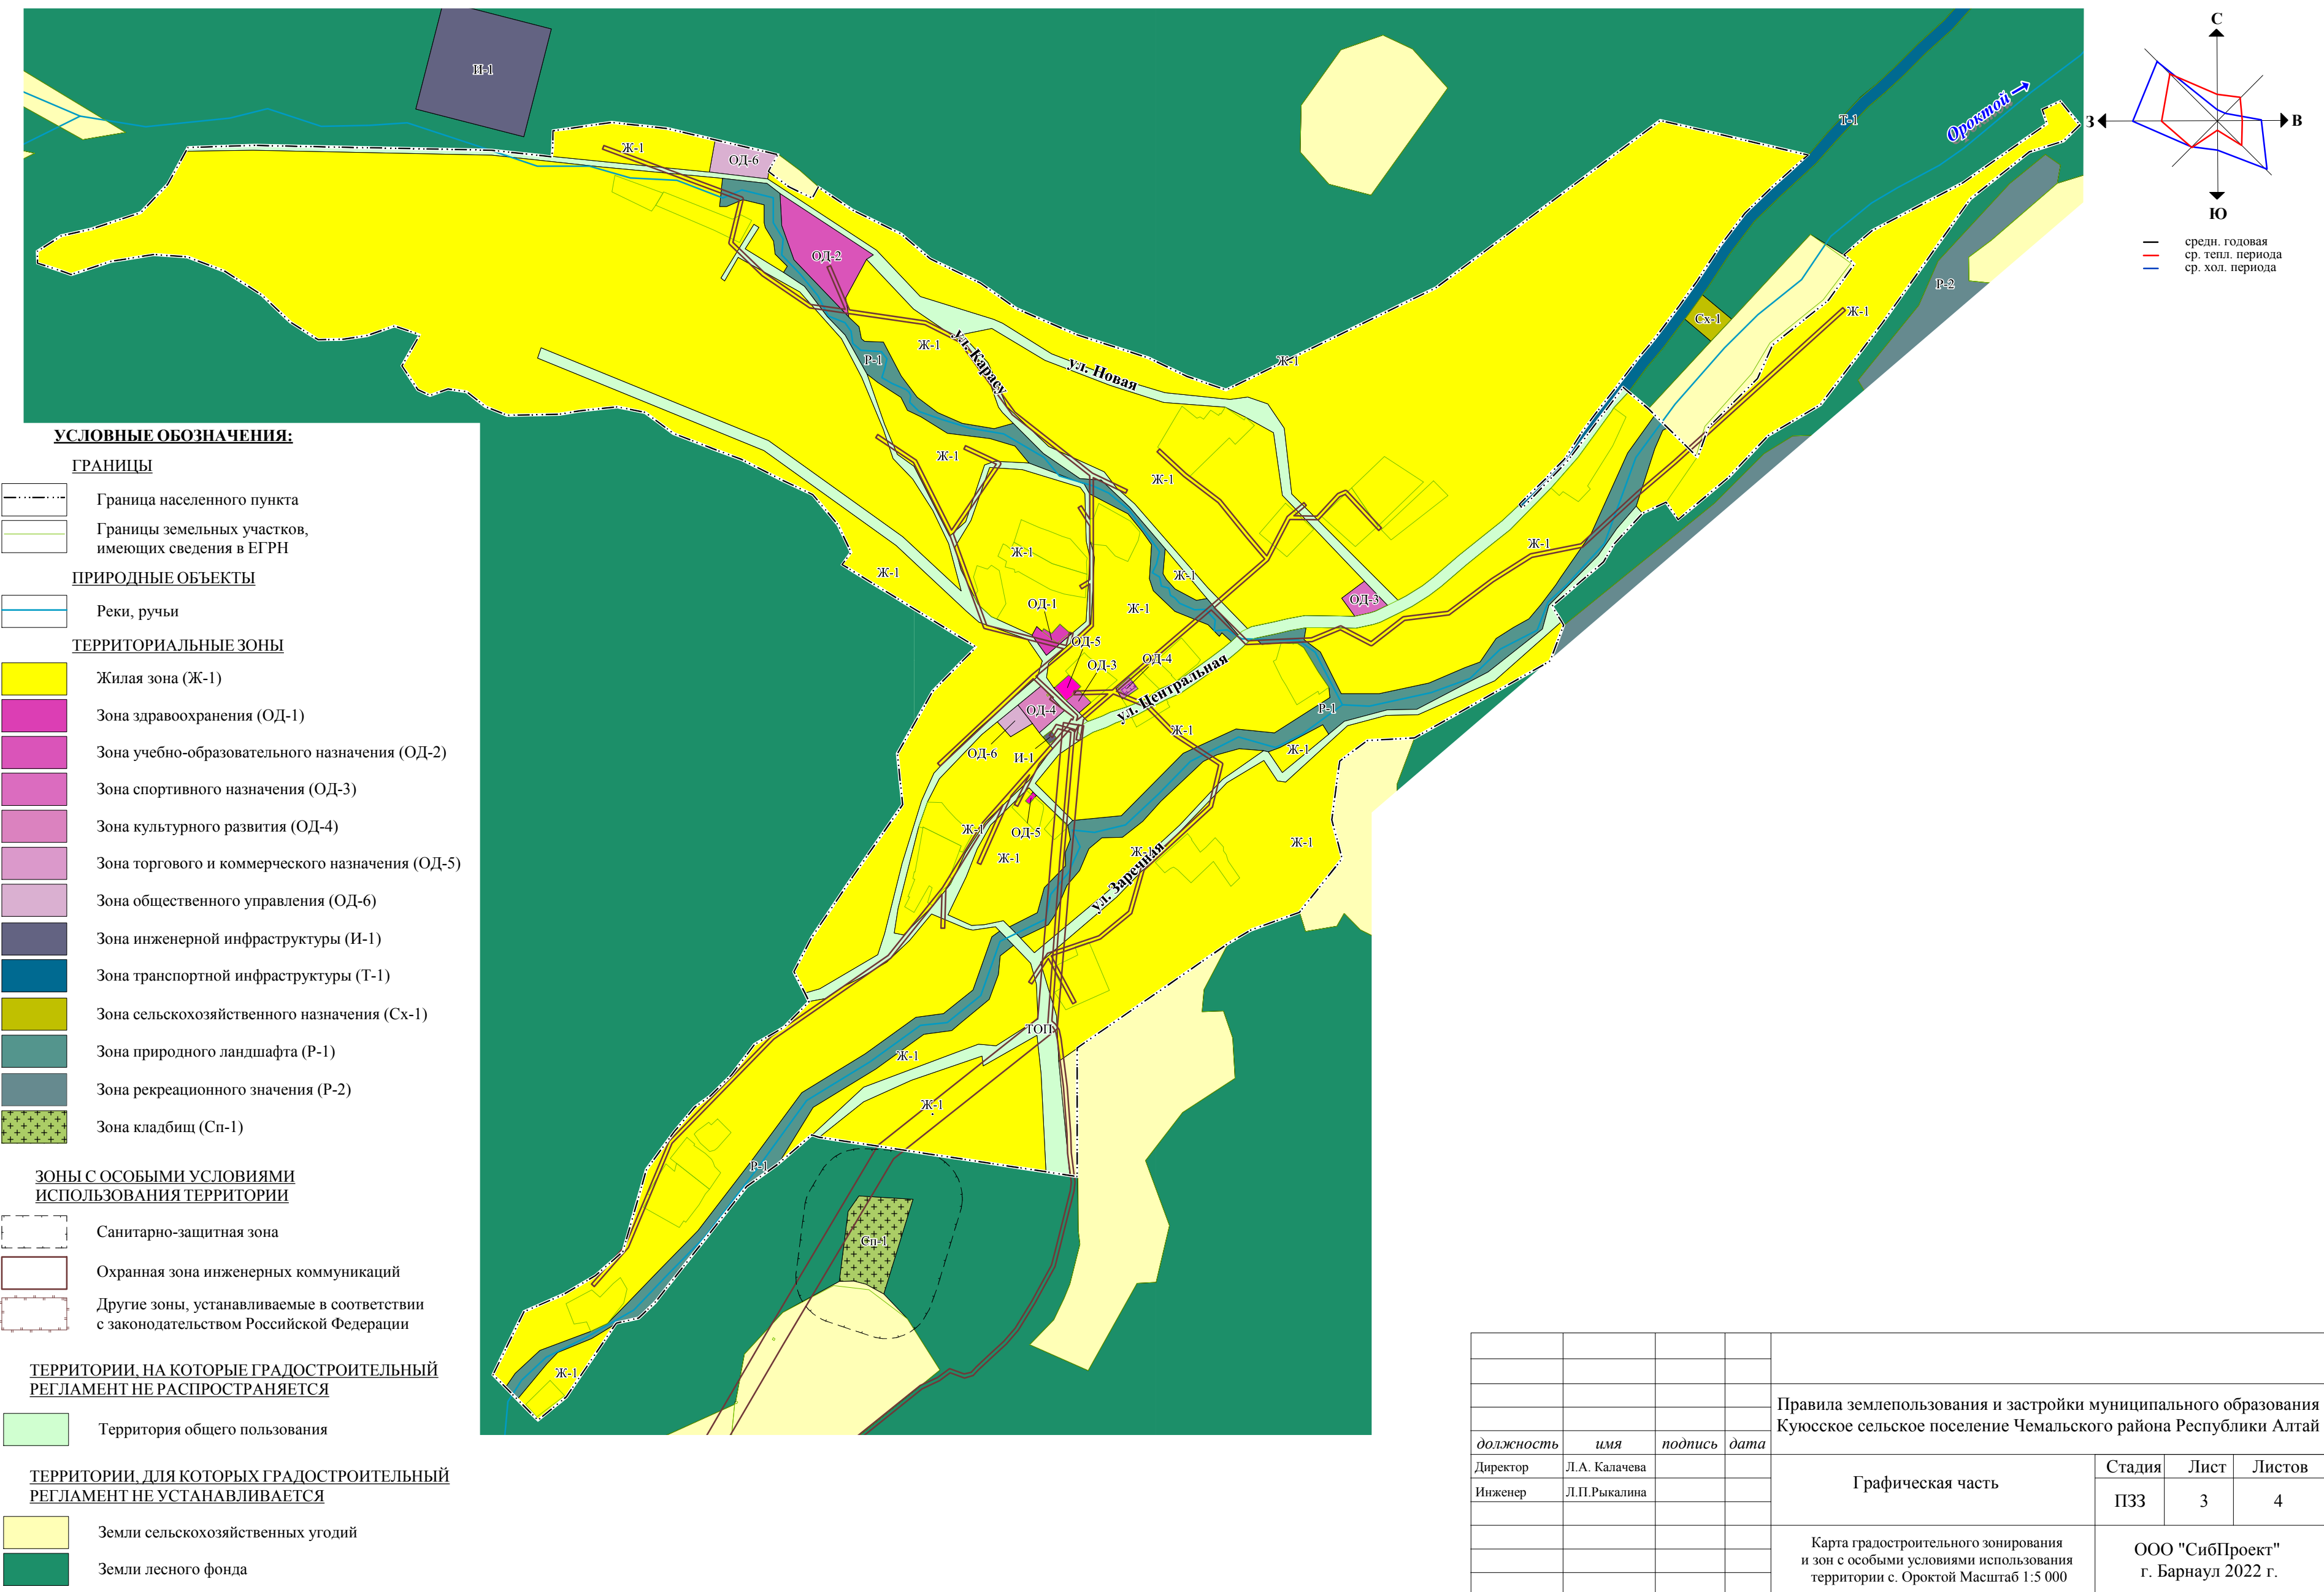 С
З
В
Ю
средн. годовая
ср. тепл. периода
ср. хол. периода
И-1
Т-1
Ороктой →
Ж-1
ОД-6
ОД-2
Р-2
Сх-1
Ж-1
Ж-1
ул. Карасу
Р-1
ул. Новая
Ж-1
Ж-1
Ж-1
Ж-1
Ж-1
Ж-1
Ж-1
Ж-1
ОД-1
Ж-1
ОД-3
ОД-5
ОД-3
ОД-4
ул. Центральная
ОД-4
Р-1
Ж-1
Ж-1
ОД-6
И-1
Ж-1
ОД-5
Ж-1
Ж-1
Ж-1
ул. Заречная
ТОП
Ж-1
Ж-1
Р-1
Сп-1
Ж-1
УСЛОВНЫЕ ОБОЗНАЧЕНИЯ:
ГРАНИЦЫ
Граница населенного пункта
Границы земельных участков,
имеющих сведения в ЕГРН
ПРИРОДНЫЕ ОБЪЕКТЫ
Реки, ручьи
ТЕРРИТОРИАЛЬНЫЕ ЗОНЫ
Жилая зона (Ж-1)
Зона здравоохранения (ОД-1)
Зона учебно-образовательного назначения (ОД-2)
Зона спортивного назначения (ОД-3)
Зона культурного развития (ОД-4)
Зона торгового и коммерческого назначения (ОД-5)
Зона общественного управления (ОД-6)
Зона инженерной инфраструктуры (И-1)
Зона транспортной инфраструктуры (Т-1)
Зона сельскохозяйственного назначения (Сх-1)
Зона природного ландшафта (Р-1)
Зона рекреационного значения (Р-2)
Зона кладбищ (Сп-1)
ЗОНЫ С ОСОБЫМИ УСЛОВИЯМИ
ИСПОЛЬЗОВАНИЯ ТЕРРИТОРИИ
Санитарно-защитная зона
Охранная зона инженерных коммуникаций
Другие зоны, устанавливаемые в соответствии
с законодательством Российской Федерации
ТЕРРИТОРИИ, НА КОТОРЫЕ ГРАДОСТРОИТЕЛЬНЫЙ
РЕГЛАМЕНТ НЕ РАСПРОСТРАНЯЕТСЯ
Территория общего пользования
ТЕРРИТОРИИ, ДЛЯ КОТОРЫХ ГРАДОСТРОИТЕЛЬНЫЙ
РЕГЛАМЕНТ НЕ УСТАНАВЛИВАЕТСЯ
Земли сельскохозяйственных угодий
Земли лесного фонда
Правила землепользования и застройки муниципального образования
Куюсское сельское поселение Чемальского района Республики Алтай
должность имя подпись дата
Директор Л.А. Калачева
Инженер Л.П.Рыкалина
Графическая часть
Стадия Лист Листов
ПЗЗ 3 4
Карта градостроительного зонирования
и зон с особыми условиями использования
территории с. Ороктой Масштаб 1:5 000
ООО "СибПроект"
г. Барнаул 2022 г.